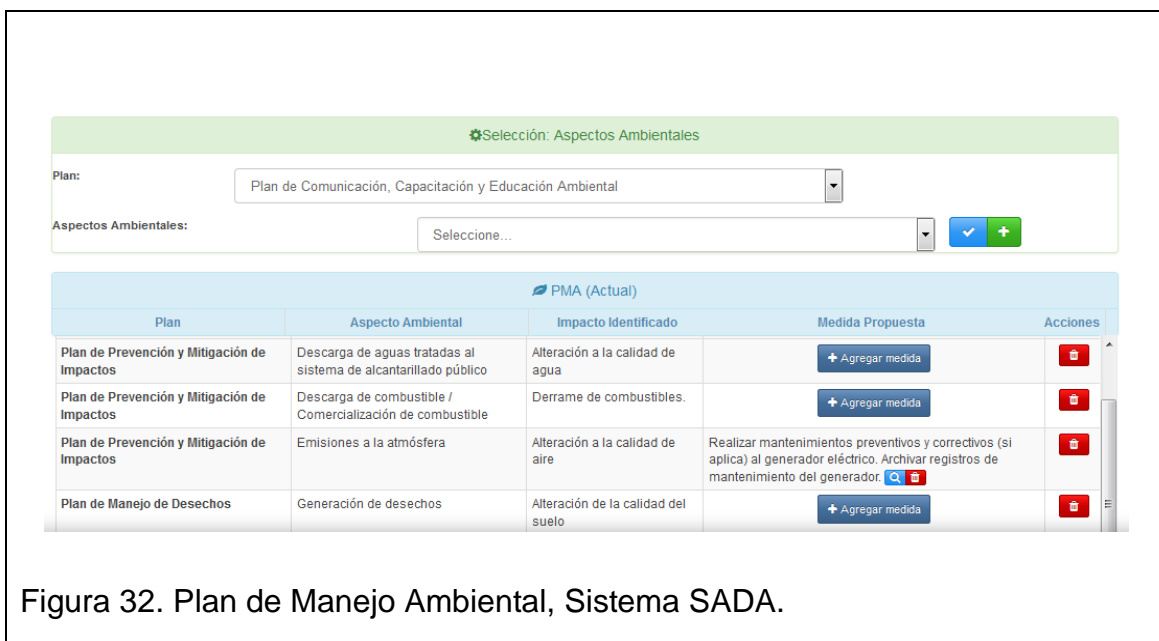 Selección: Aspectos Ambientales
Plan:
Plan de Comunicación, Capacitación y Educación Ambiental
Aspectos Ambientales:
Seleccione...
PMA (Actual)
Plan Aspecto Ambiental Impacto Identificado Medida Propuesta Acciones
Plan de Prevención y Mitigación de Descarga de aguas tratadas al Alteración a la calidad de
Impactos sistema de alcantarillado público agua
Agregar medida
Plan de Prevención y Mitigación de Descarga de combustible / Derrame de combustibles.
Impactos Comercialización de combustible
Agregar medida
Plan de Prevención y Mitigación de Emisiones a la atmósfera Alteración a la calidad de Realizar mantenimientos preventivos y correctivos (si
Impactos aire aplica) al generador eléctrico. Archivar registros de
mantenimiento del generador.
Plan de Manejo de Desechos Generación de desechos Alteración de la calidad del
suelo
Agregar medida
Figura 32. Plan de Manejo Ambiental, Sistema SADA.